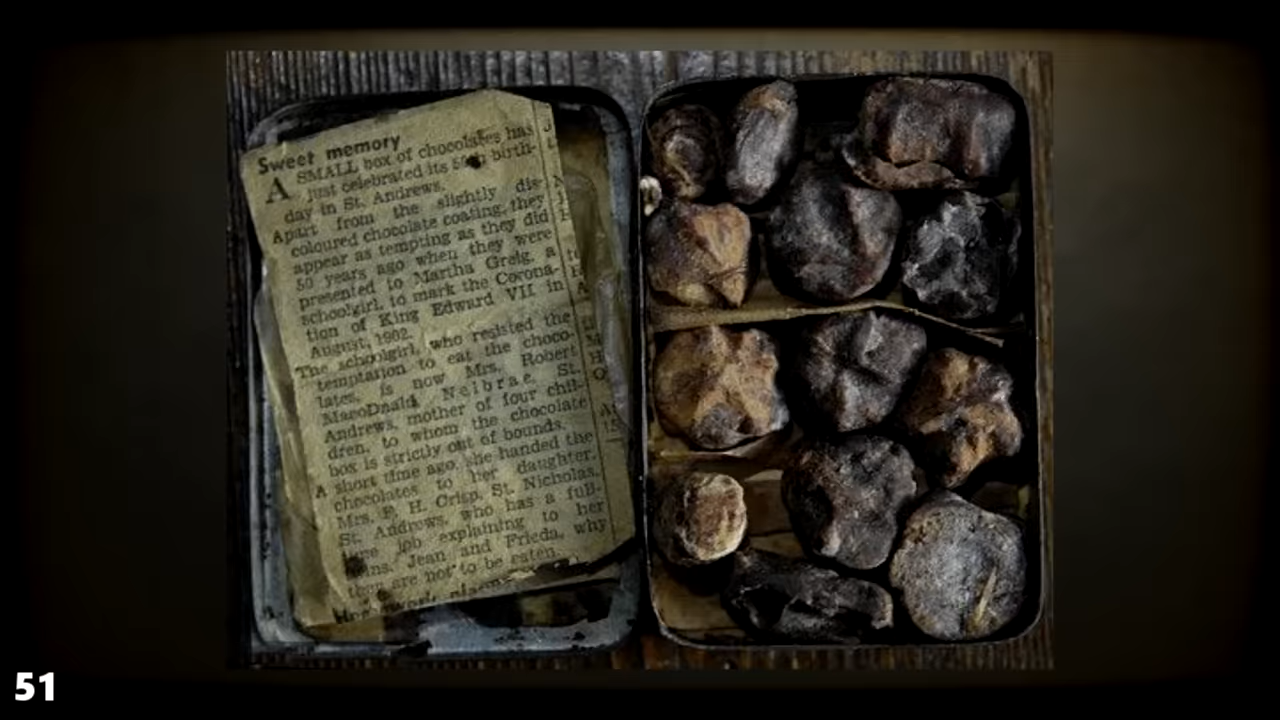 Sweet memory
A SMALL box of chocolates has
just celebrated its 50th birth-
day in St. Andrews.
Apart from the slightly dis-
coloured chocolate coating, they
appear as tempting as they did
50 years ago when they were
presented to Martha Greig, a
schoolgirl, to mark the Corona-
tion of King Edward VII in
August, 1902.
The schoolgirl, who resisted the
temptation to eat the choco-
lates, is now Mrs. Robert
MacoDnald Neibrae, St.
Andrews, mother of four chil-
dren, to whom the chocolate
box is strictly out of bounds.
A short time ago, she handed the
chocolates to her daughter,
Mrs. F. H. Crisp, St. Nicholas,
St. Andrews, who has a full-
time job explaining to her
Jean and Frieda, why
they are not to be eaten.
51